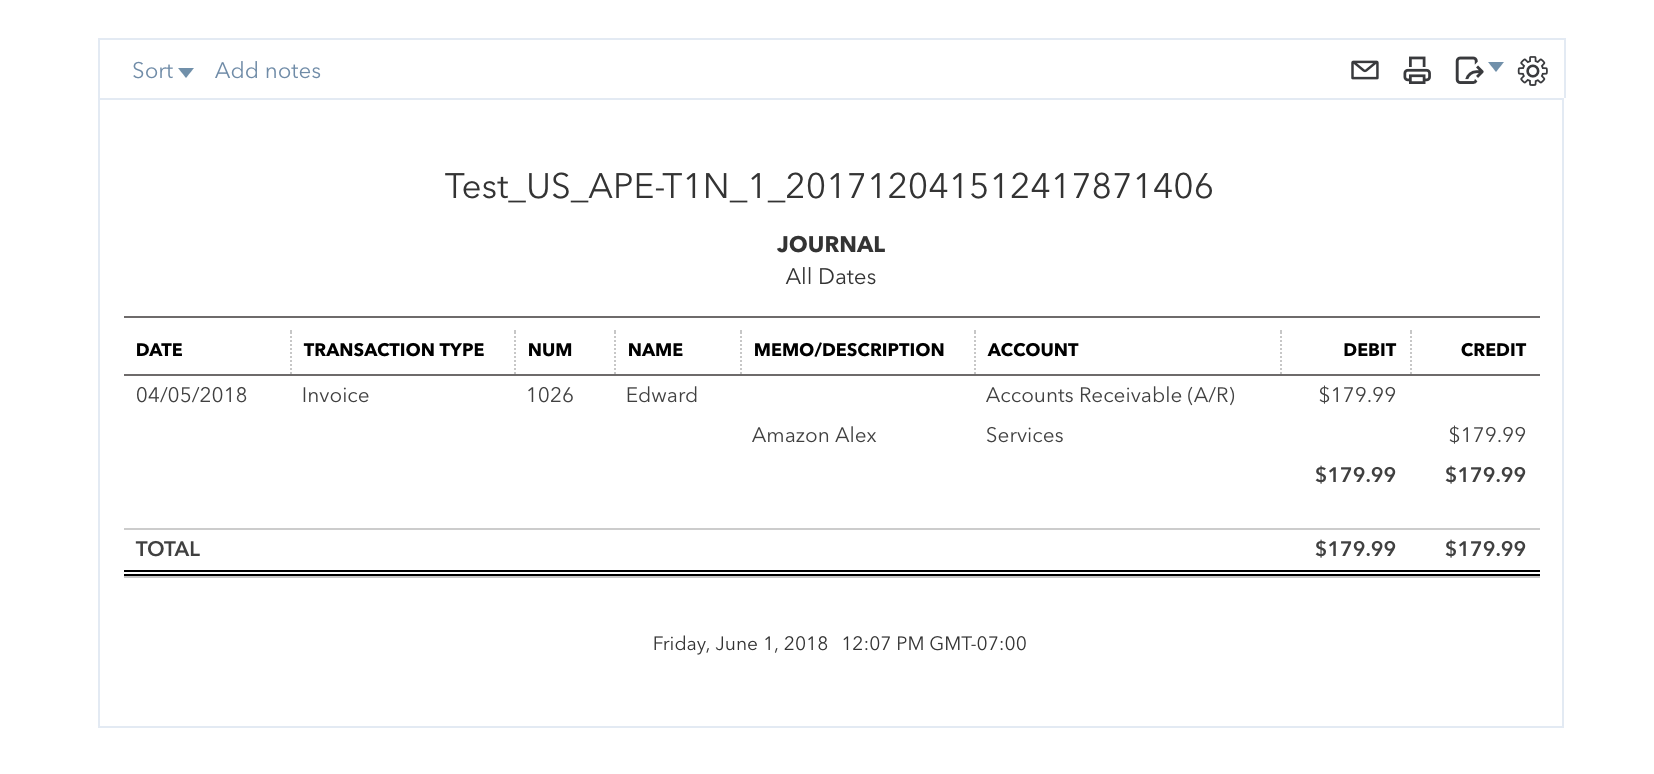 Sort Add notes
Test_US_APE-T1N_1_201712041512417871406
JOURNAL
All Dates
DATE TRANSACTION TYPE NUM NAME MEMO/DESCRIPTION ACCOUNT DEBIT CREDIT
04/05/2018 Invoice 1026 Edward Accounts Receivable (A/R) $179.99
Amazon Alex Services $179.99
$179.99 $179.99
TOTAL $179.99 $179.99
Friday, June 1, 2018 12:07 PM GMT-07:00